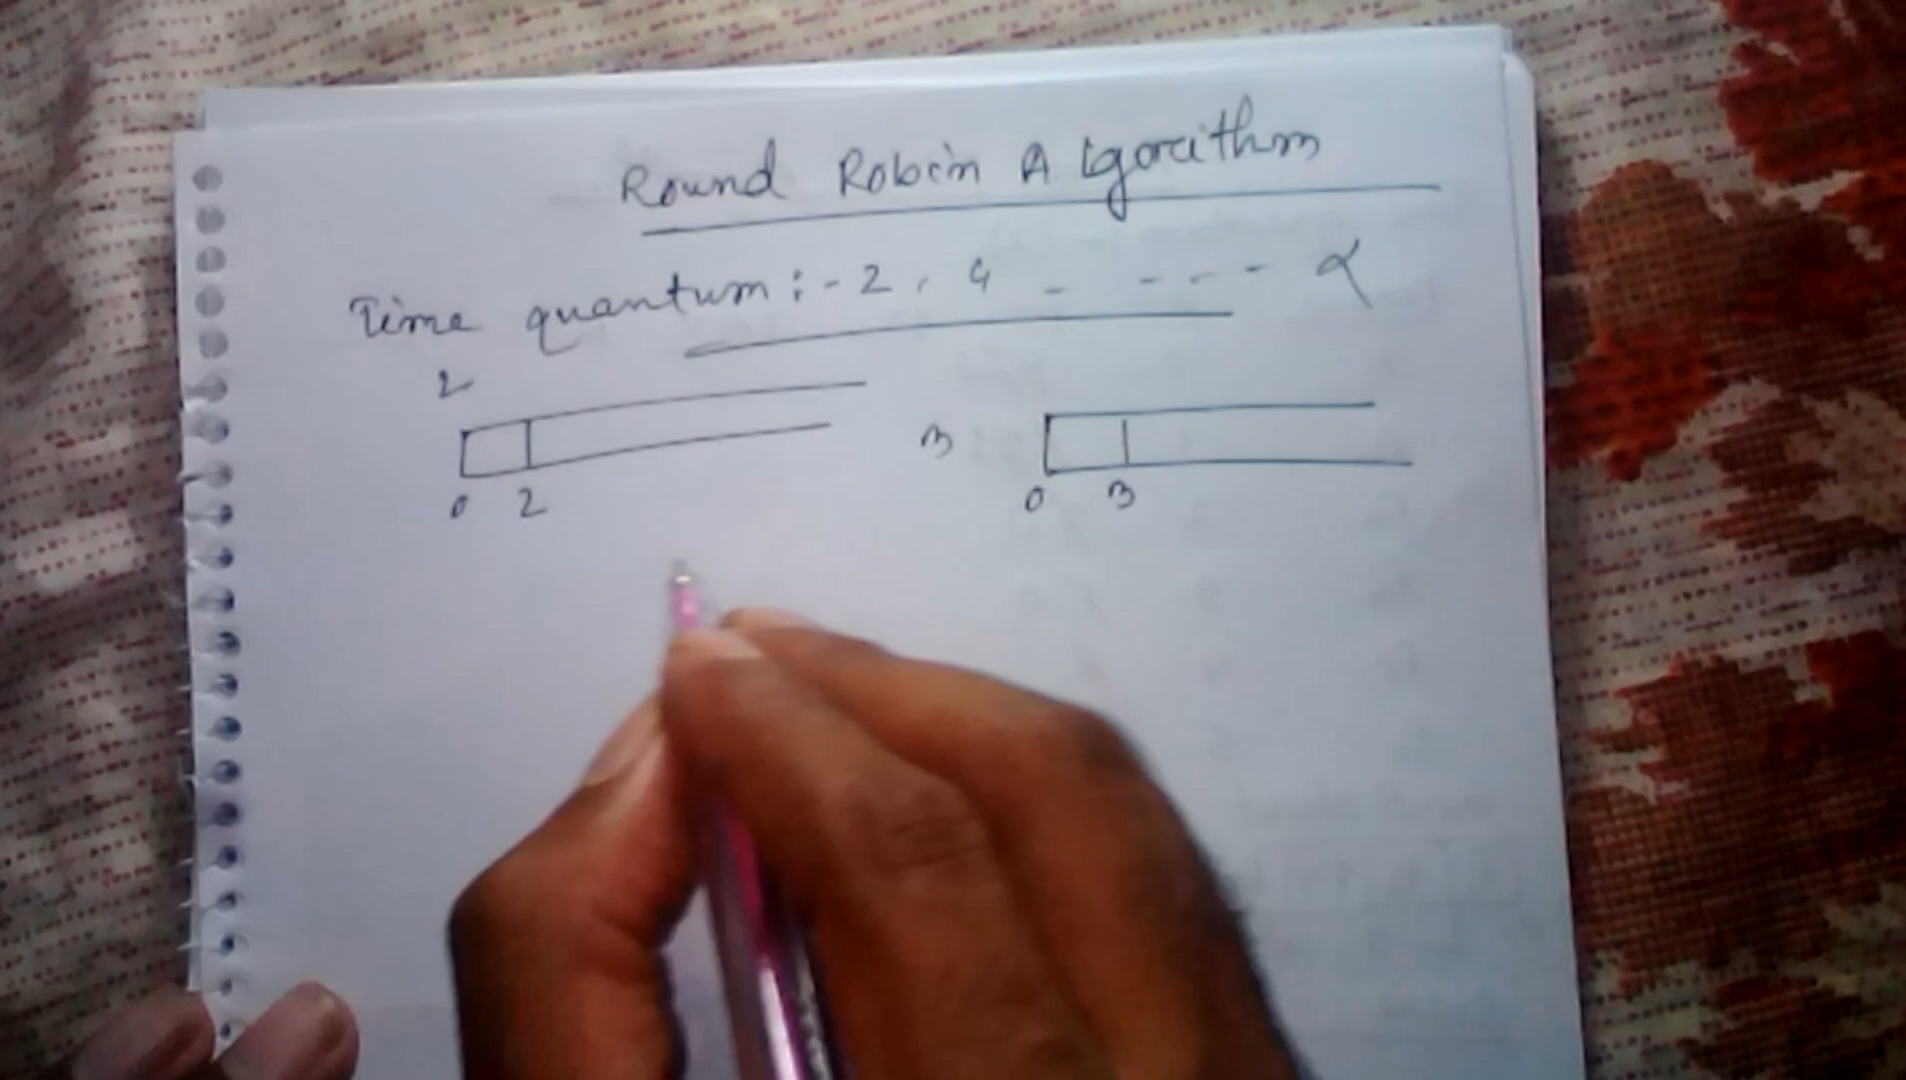 Round Robin Algorithm
Time quantum :- 2, 4 - - - - - α
2
0 2
3
0 3